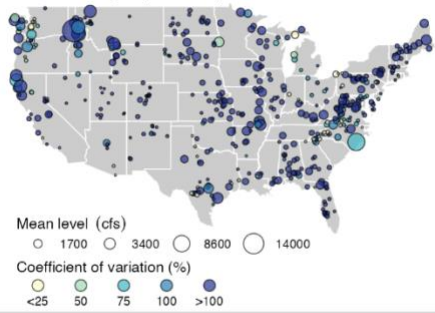 Mean level (cfs)
1700 3400 8600 14000
Coefficient of variation (%)
<25 50 75 100 >100